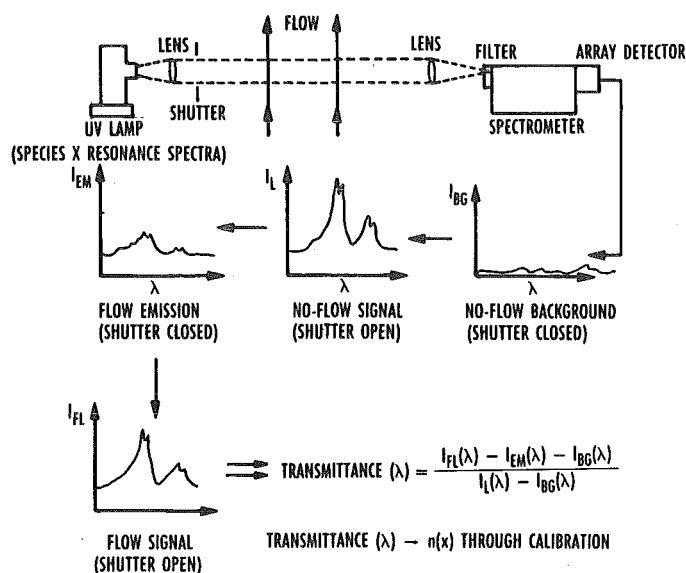 FLOW
LENS
LENS
FILTER
ARRAY DETECTOR
SHUTTER
UV LAMP
SPECTROMETER
(SPECIES X RESONANCE SPECTRA)
I_EM
I_L
I_BG
λ
λ
λ
FLOW EMISSION
(SHUTTER CLOSED)
NO-FLOW SIGNAL
(SHUTTER OPEN)
NO-FLOW BACKGROUND
(SHUTTER CLOSED)
I_FL
TRANSMITTANCE (λ) = (I_FL(λ) − I_EM(λ) − I_BG(λ)) / (I_L(λ) − I_BG(λ))
FLOW SIGNAL
(SHUTTER OPEN)
TRANSMITTANCE (λ) → n(x) THROUGH CALIBRATION